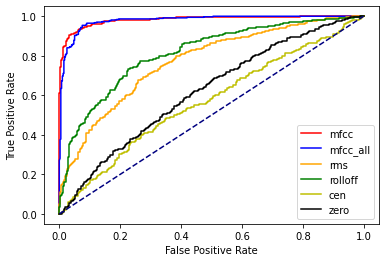 1.0
0.8
0.6
0.4
0.2
0.0
True Positive Rate
0.0 0.2 0.4 0.6 0.8 1.0
False Positive Rate
mfcc
mfcc_all
rms
rolloff
cen
zero